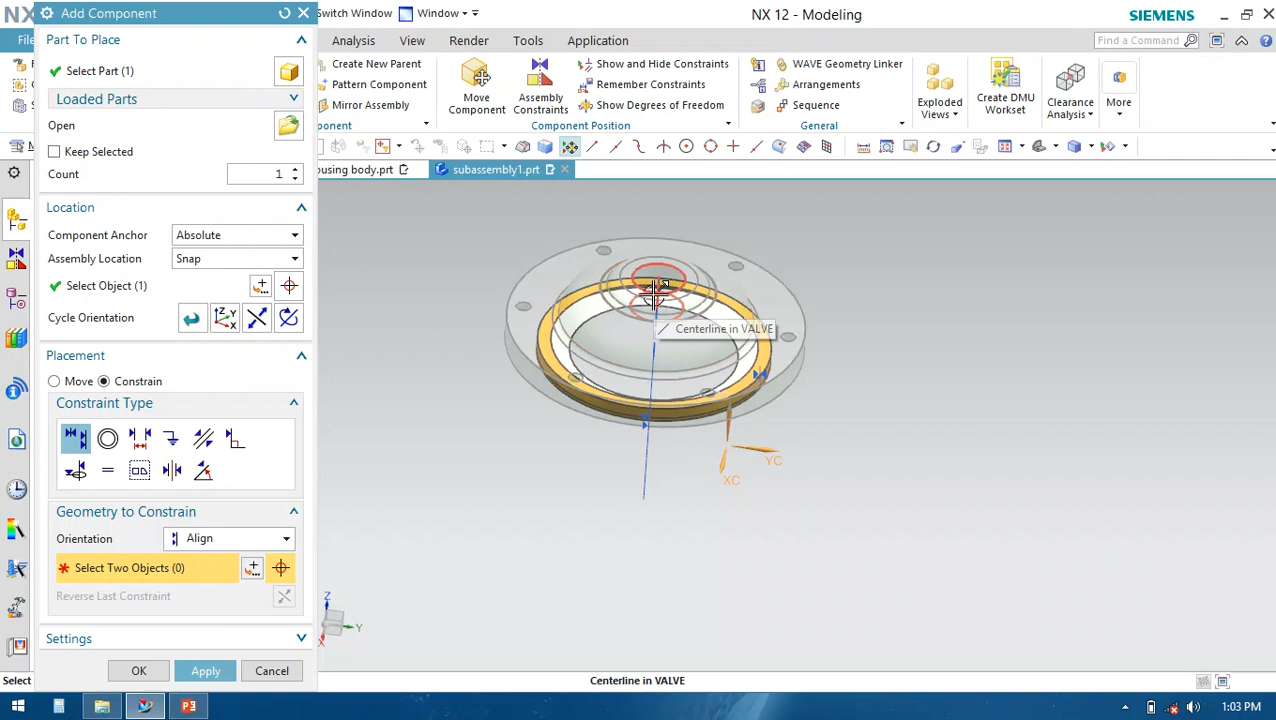 NX
Add Component
Switch Window
Window
NX 12 - Modeling
SIEMENS
Part To Place
Analysis
View
Render
Tools
Application
Find a Command
Select Part (1)
Create New Parent
Show and Hide Constraints
WAVE Geometry Linker
Loaded Parts
Pattern Component
Remember Constraints
Arrangements
Move
Component
Assembly
Constraints
Exploded
Views
Create DMU
Workset
Clearance
Analysis
More
Mirror Assembly
Show Degrees of Freedom
Sequence
Open
Component Position
General
Keep Selected
Count
1
ousing body.prt
subassembly1.prt
Location
Component Anchor
Absolute
Assembly Location
Snap
Select Object (1)
Cycle Orientation
Centerline in VALVE
Placement
Move
Constrain
Constraint Type
YC
XC
Geometry to Constrain
Orientation
Align
Select Two Objects (0)
Reverse Last Constraint
Z
Y
X
Settings
OK
Apply
Cancel
Select
Centerline in VALVE
1:03 PM